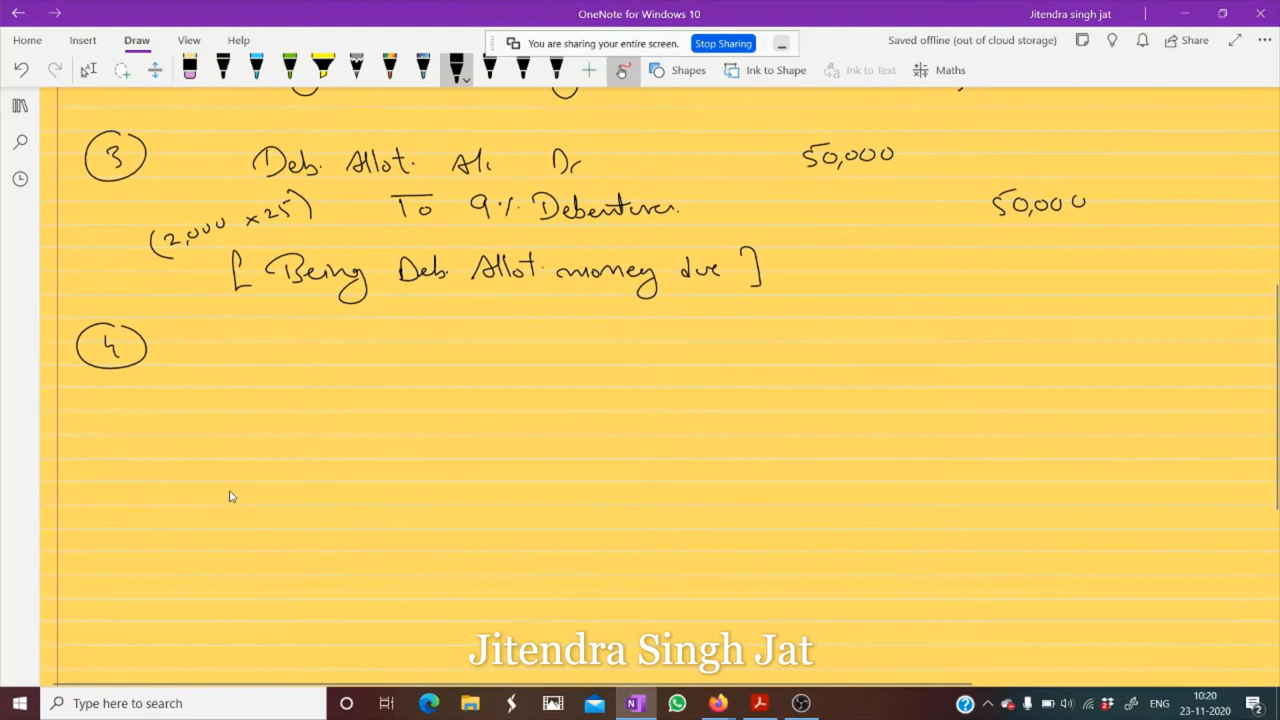 OneNote for Windows 10
Jitendra singh jat
Home Insert Draw View Help
You are sharing your entire screen. Stop Sharing
Saved offline (out of cloud storage)
Share
Shapes
Ink to Shape
Ink to Text
Maths
3 Deb. Allot. A/c Dr 50,000
To 9% Debentures. 50,000
(2,000 × 25)
[ Being Deb. Allot. money due ]
4
Jitendra Singh Jat
Type here to search
ENG
10:20
23-11-2020